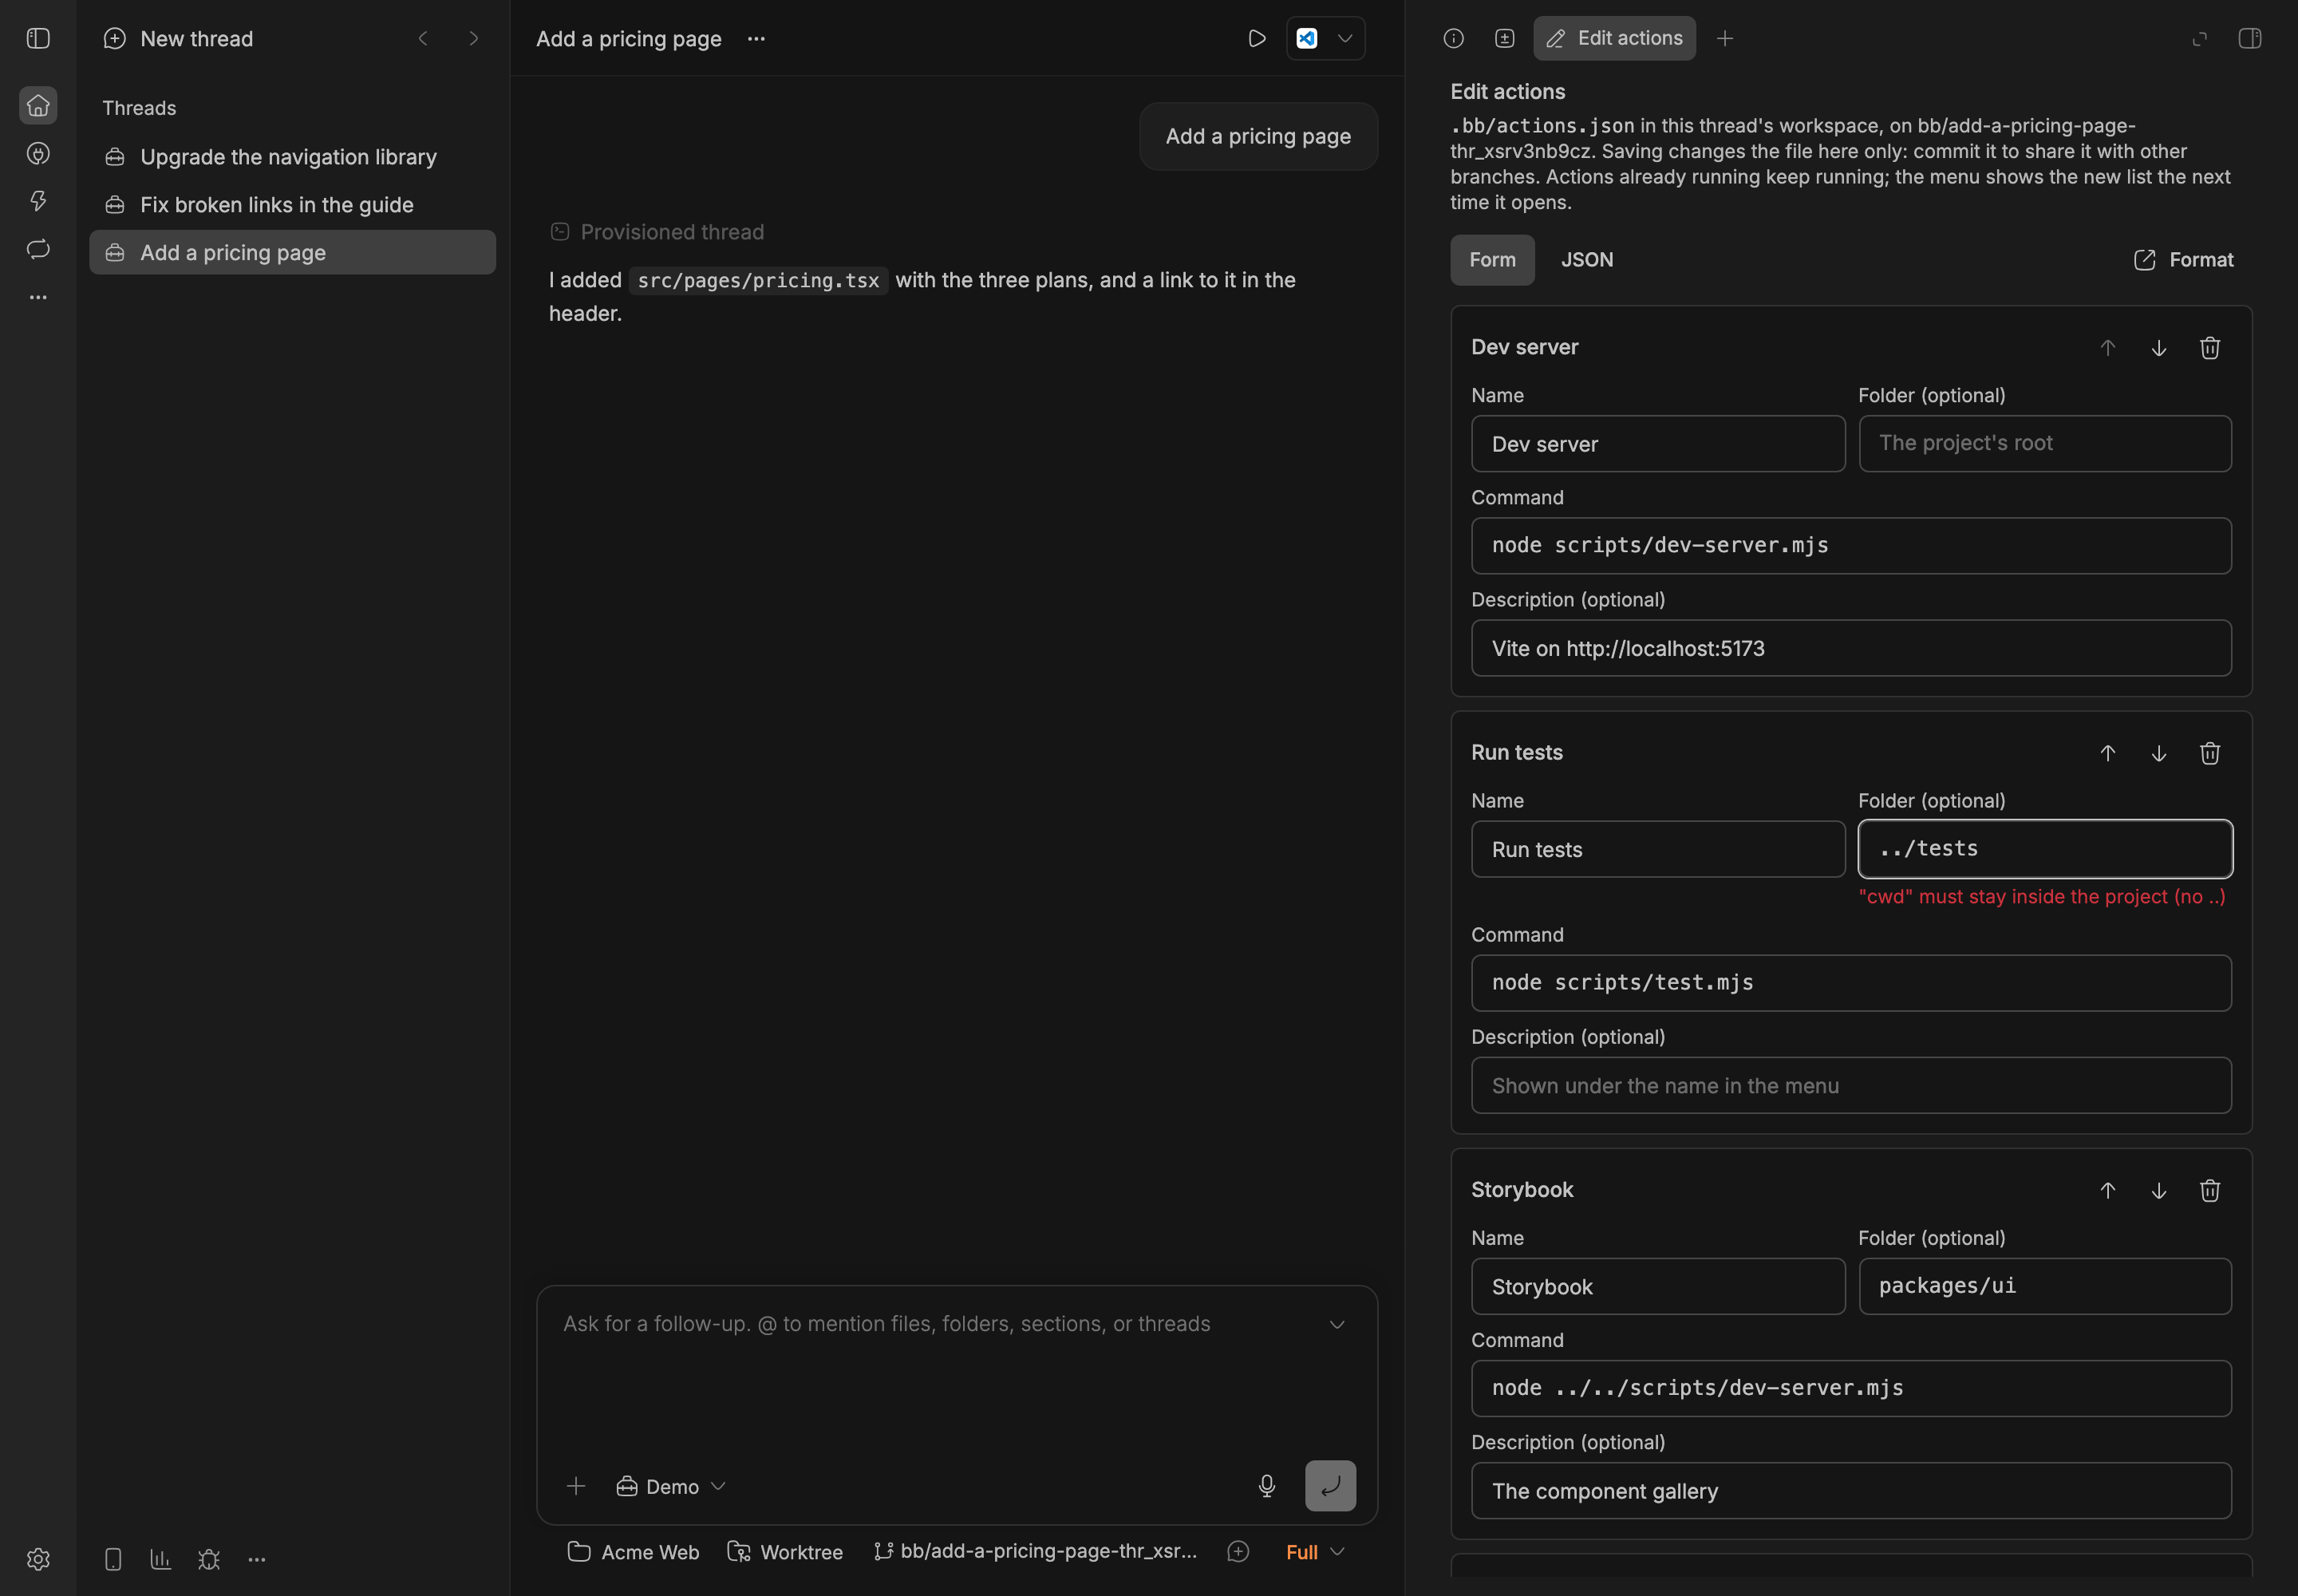 New thread
Threads
Upgrade the navigation library
Fix broken links in the guide
Add a pricing page
Add a pricing page
Add a pricing page
Provisioned thread
I added src/pages/pricing.tsx with the three plans, and a link to it in the
header.
Ask for a follow-up. @ to mention files, folders, sections, or threads
Demo
Acme Web
Worktree
bb/add-a-pricing-page-thr_xsr...
Full
Edit actions
Edit actions
.bb/actions.json in this thread's workspace, on bb/add-a-pricing-page-
thr_xsrv3nb9cz. Saving changes the file here only: commit it to share it with other
branches. Actions already running keep running; the menu shows the new list the next
time it opens.
Form
JSON
Format
Dev server
Name
Folder (optional)
Dev server
The project's root
Command
node scripts/dev-server.mjs
Description (optional)
Vite on http://localhost:5173
Run tests
Name
Folder (optional)
Run tests
../tests
"cwd" must stay inside the project (no ..)
Command
node scripts/test.mjs
Description (optional)
Shown under the name in the menu
Storybook
Name
Folder (optional)
Storybook
packages/ui
Command
node ../../scripts/dev-server.mjs
Description (optional)
The component gallery